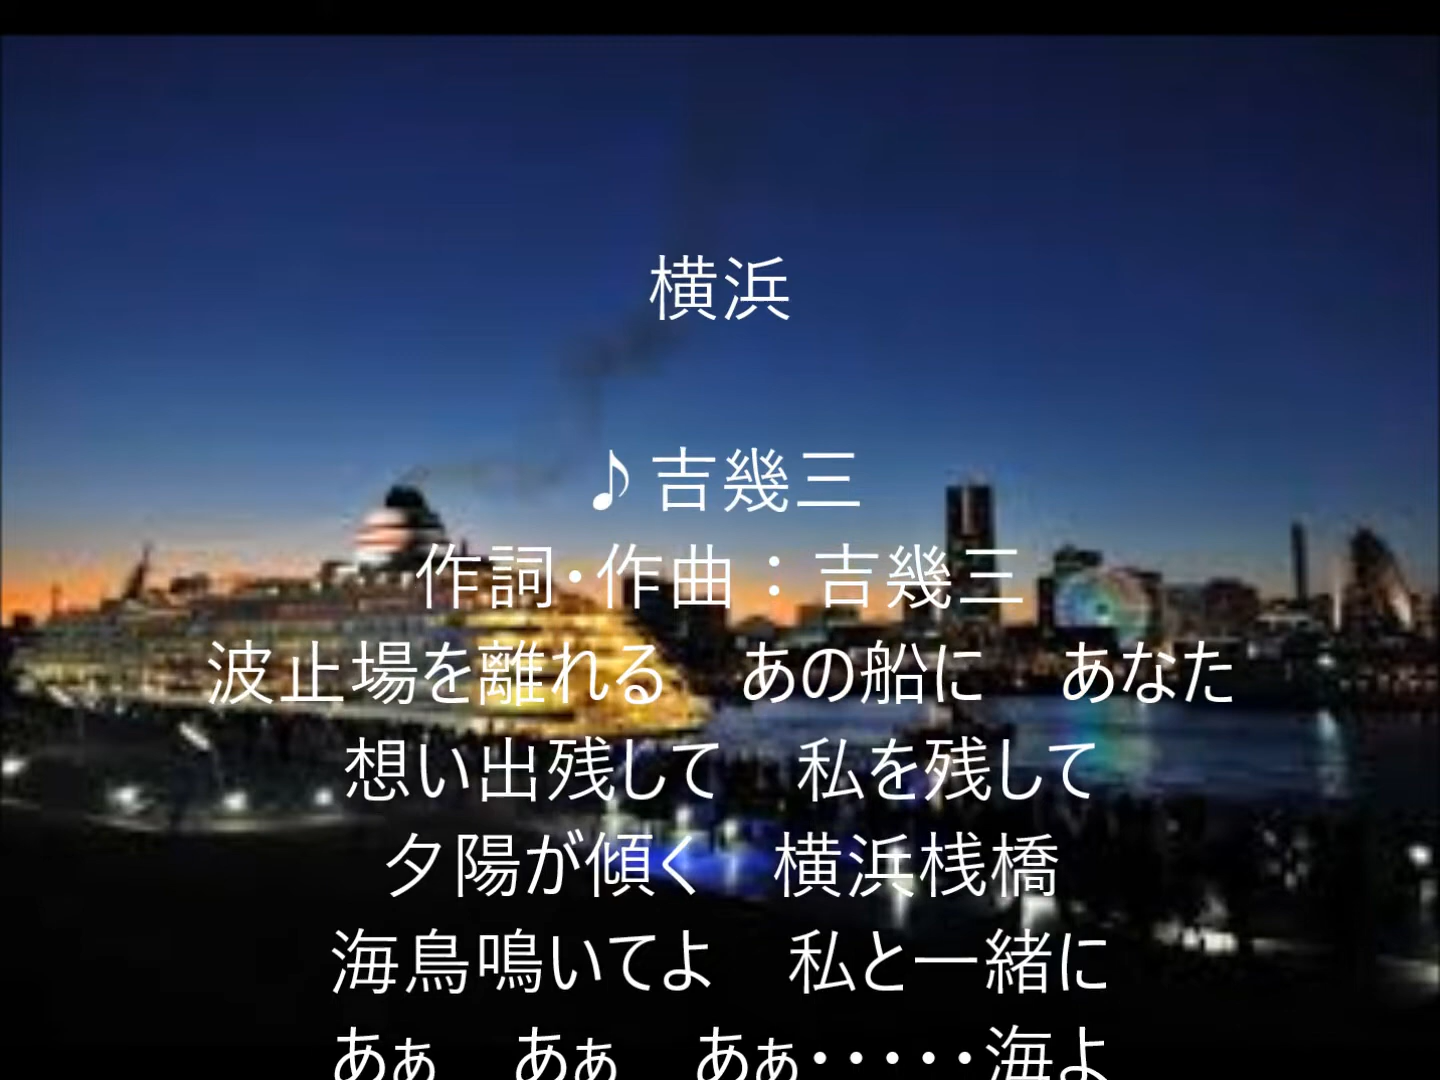 横浜
♪吉幾三
作詞･作曲：吉幾三
波止場を離れる　あの船に　あなた
想い出残して　私を残して
夕陽が傾く　横浜桟橋
海鳥鳴いてよ　私と一緒に
あぁ　あぁ　あぁ･････海よ